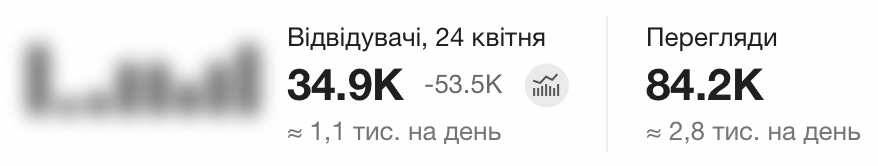 Відвідувачі, 24 квітня
34.9K -53.5K
≈ 1,1 тис. на день
Перегляди
84.2K
≈ 2,8 тис. на день